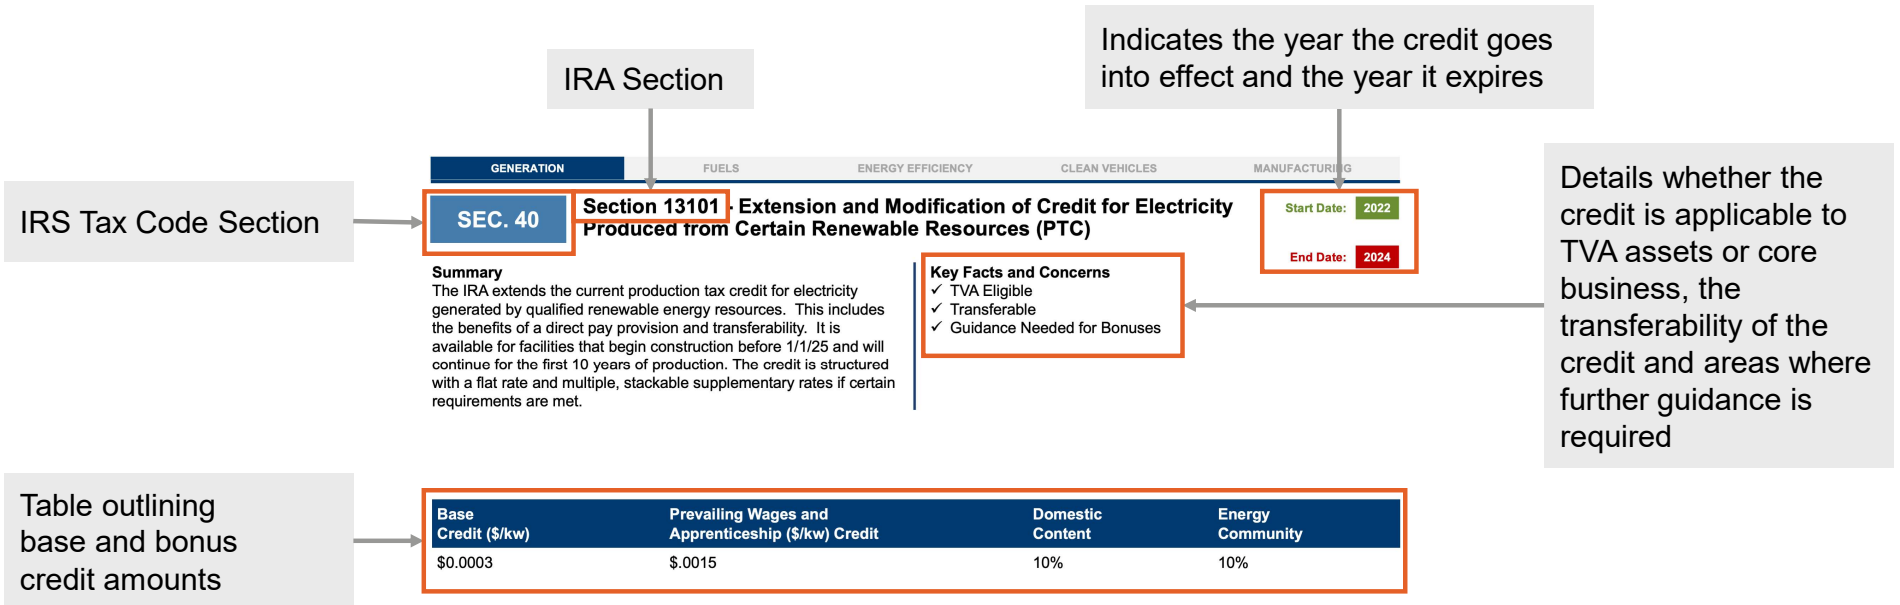 Indicates the year the credit goes
into effect and the year it expires
IRA Section
GENERATION
FUELS
ENERGY EFFICIENCY
CLEAN VEHICLES
MANUFACTURING
IRS Tax Code Section
SEC. 40
Section 13101 - Extension and Modification of Credit for Electricity
Produced from Certain Renewable Resources (PTC)
Start Date: 2022
End Date: 2024
Details whether the
credit is applicable to
TVA assets or core
business, the
transferability of the
credit and areas where
further guidance is
required
Summary
The IRA extends the current production tax credit for electricity
generated by qualified renewable energy resources.  This includes
the benefits of a direct pay provision and transferability.  It is
available for facilities that begin construction before 1/1/25 and will
continue for the first 10 years of production. The credit is structured
with a flat rate and multiple, stackable supplementary rates if certain
requirements are met.
Key Facts and Concerns
✓ TVA Eligible
✓ Transferable
✓ Guidance Needed for Bonuses
Table outlining
base and bonus
credit amounts
Base
Credit ($/kw)
Prevailing Wages and
Apprenticeship ($/kw) Credit
Domestic
Content
Energy
Community
$0.0003
$.0015
10%
10%